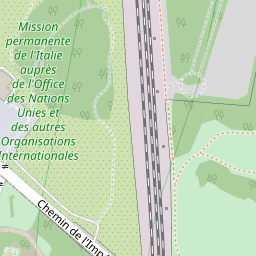 Mission
permanente
de l'Italie
auprès
de l'Office
des Nations
Unies et
des autres
Organisations
Internationales
Chemin de l'Imp